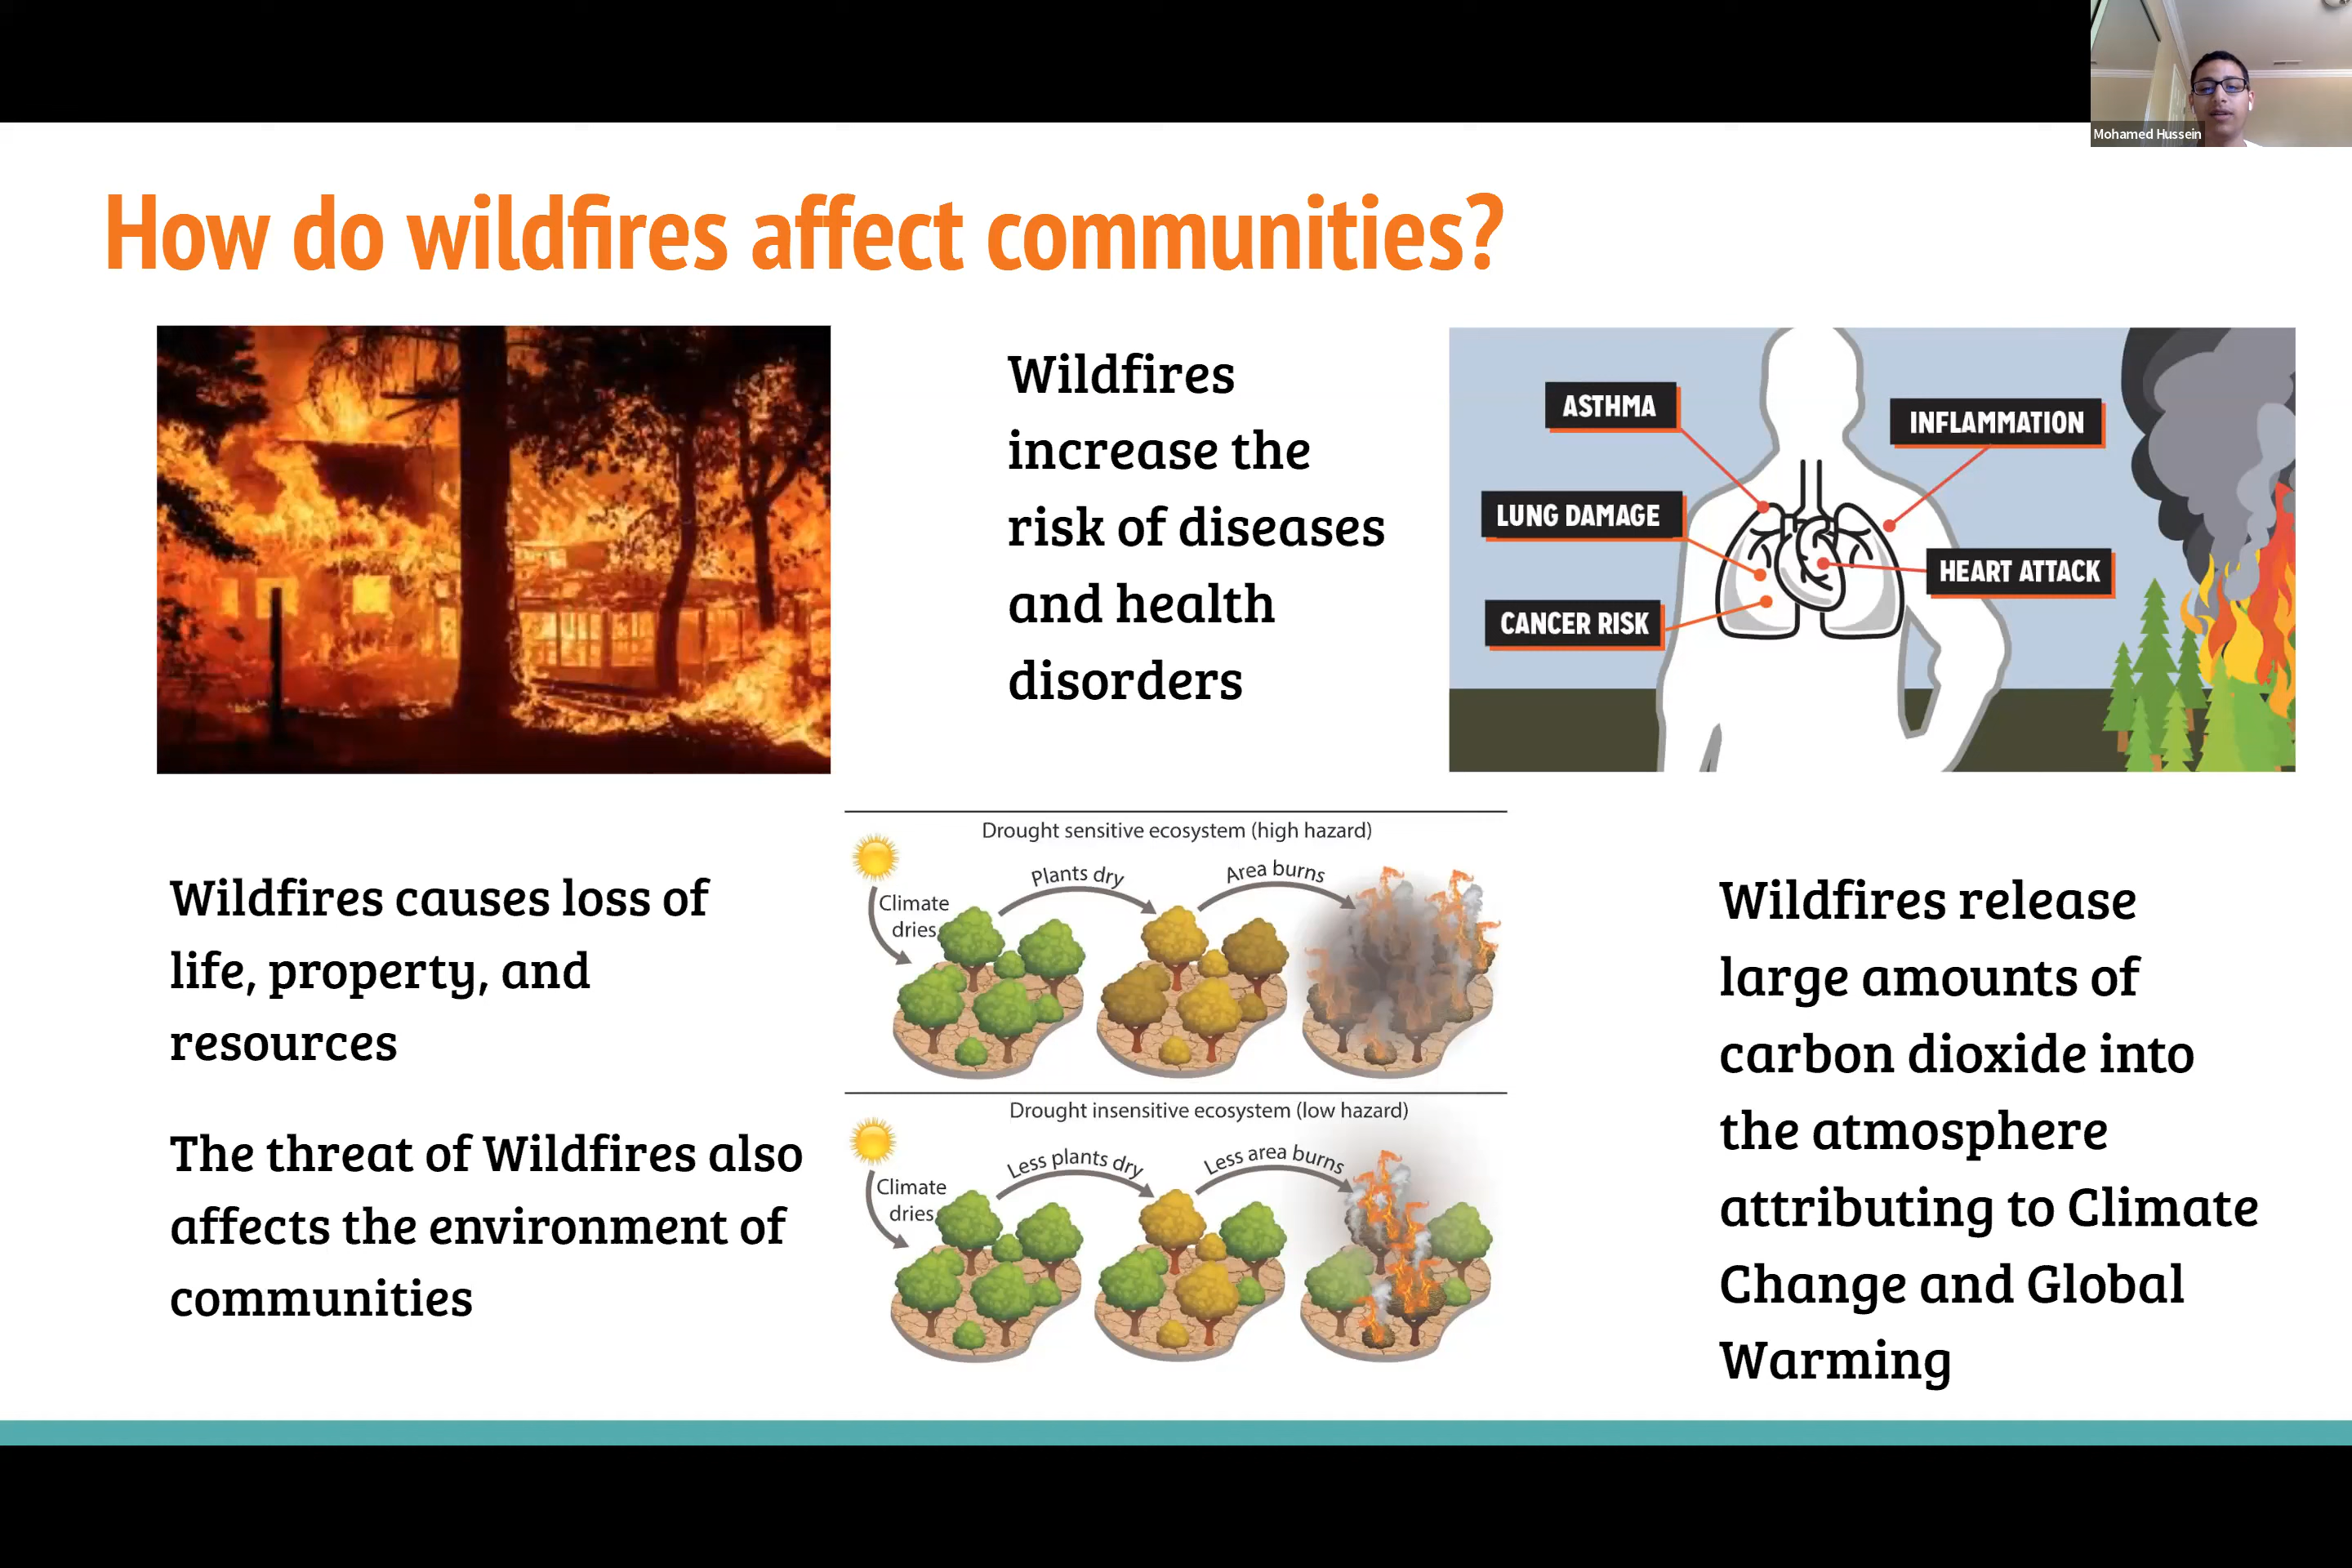 Mohamed Hussein
How do wildfires affect communities?
Wildfires
increase the
risk of diseases
and health
disorders
ASTHMA
INFLAMMATION
LUNG DAMAGE
HEART ATTACK
CANCER RISK
Wildfires causes loss of
life, property, and
resources
The threat of Wildfires also
affects the environment of
communities
Drought sensitive ecosystem (high hazard)
Climate
dries
Plants dry
Area burns
Drought insensitive ecosystem (low hazard)
Climate
dries
Less plants dry
Less area burns
Wildfires release
large amounts of
carbon dioxide into
the atmosphere
attributing to Climate
Change and Global
Warming